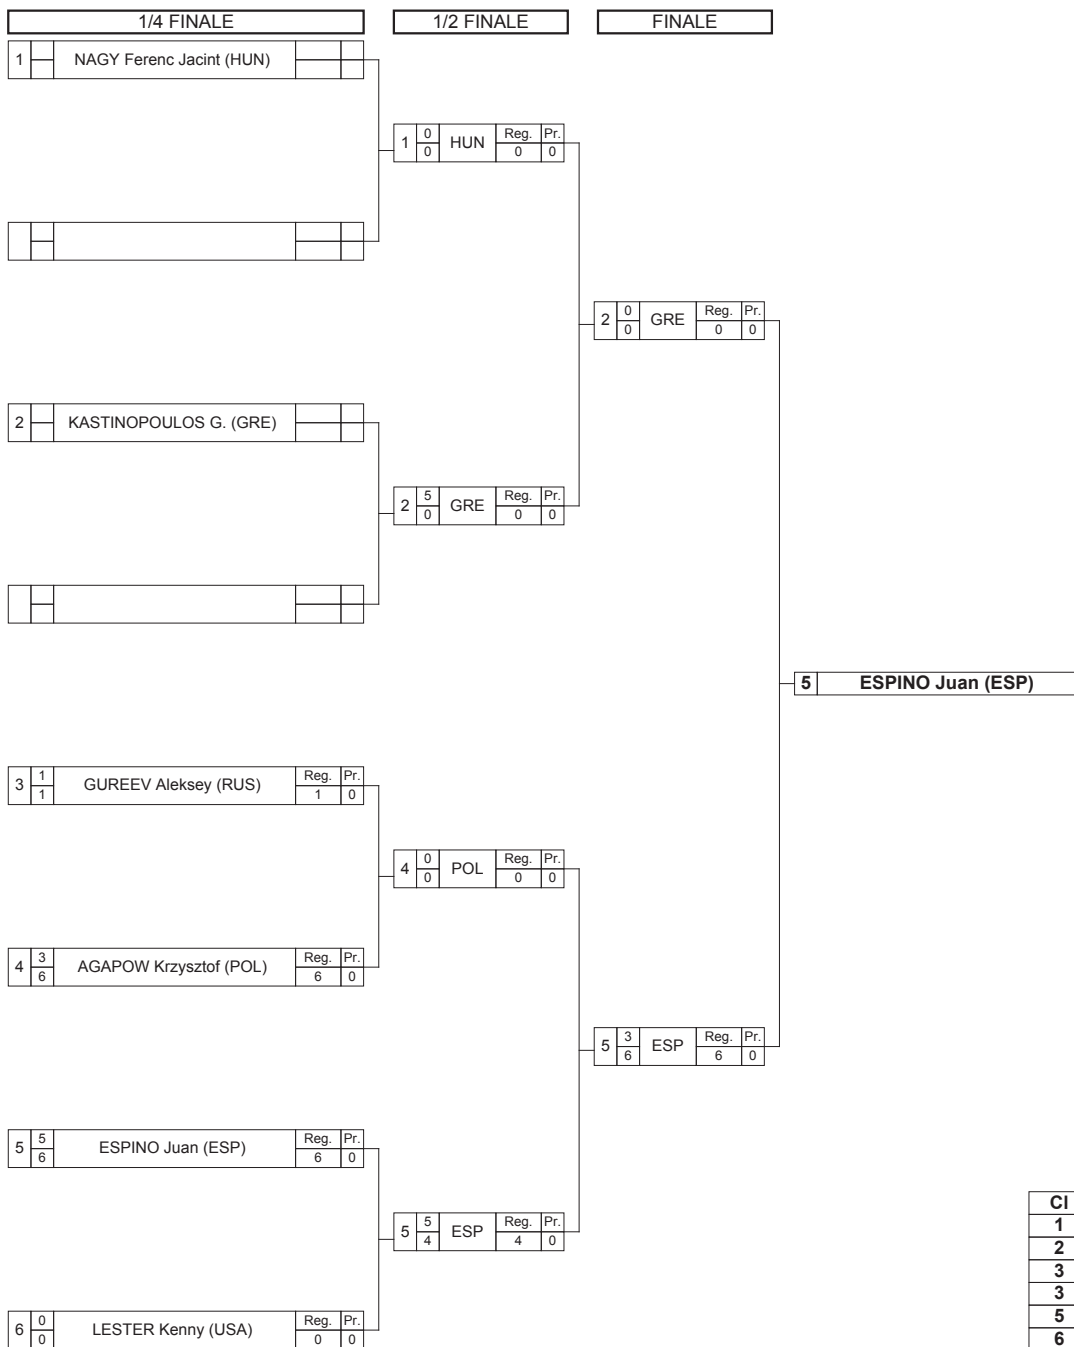 1/4 FINALE 1/2 FINALE FINALE
1 NAGY Ferenc Jacint (HUN)
1 0 HUN Reg. Pr.
0 0 0
2 0 GRE Reg. Pr.
0 0 0
2 KASTINOPOULOS G. (GRE)
2 5 GRE Reg. Pr.
0 0 0
5 ESPINO Juan (ESP)
3 1 GUREEV Aleksey (RUS) Reg. Pr.
1 1 0
4 0 POL Reg. Pr.
0 0 0
4 3 AGAPOW Krzysztof (POL) Reg. Pr.
6 6 0
5 3 ESP Reg. Pr.
6 6 0
5 5 ESPINO Juan (ESP) Reg. Pr.
6 6 0
5 5 ESP Reg. Pr.
4 4 0
6 0 LESTER Kenny (USA) Reg. Pr.
0 0 0
Cl
1
2
3
3
5
6